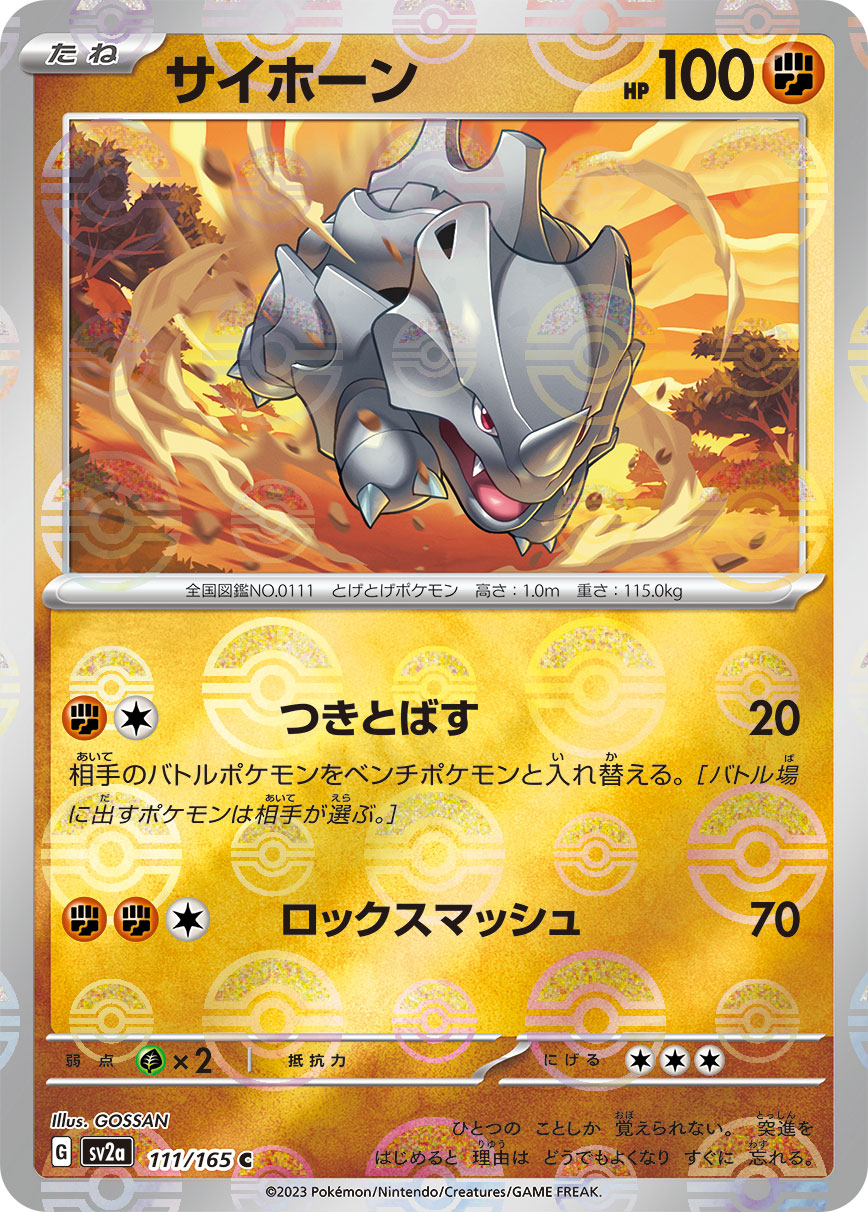 たね
サイホーン
HP 100
全国図鑑NO.0111 とげとげポケモン 高さ：1.0m 重さ：115.0kg
つきとばす 20
相手のバトルポケモンをベンチポケモンと入れ替える。［バトル場
に出すポケモンは相手が選ぶ。］
ロックスマッシュ 70
弱点 ×2 抵抗力 にげる
Illus. GOSSAN
G sv2a 111/165 C
ひとつの ことしか 覚えられない。 突進を
はじめると 理由は どうでもよくなり すぐに 忘れる。
©2023 Pokémon/Nintendo/Creatures/GAME FREAK.